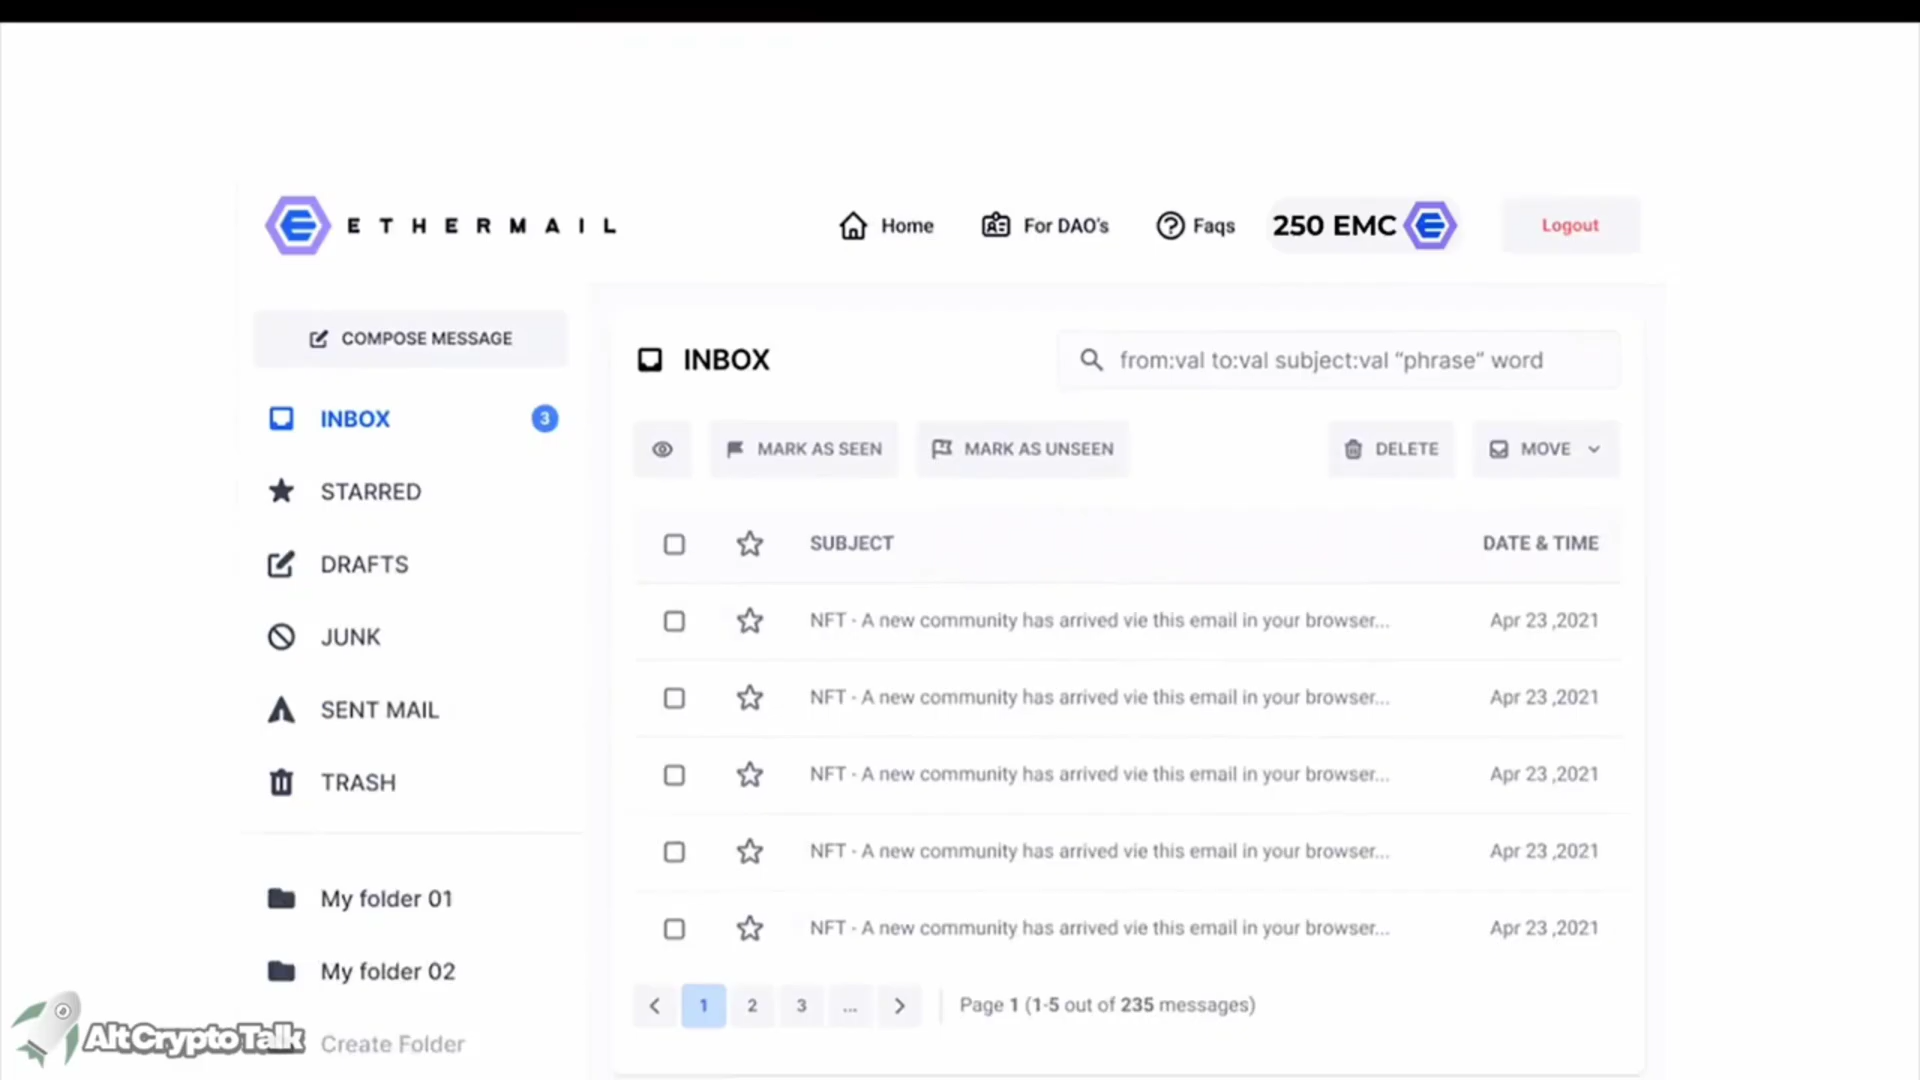 ETHERMAIL
Home
For DAO's
Faqs
250 EMC
Logout
COMPOSE MESSAGE
INBOX 3
STARRED
DRAFTS
JUNK
SENT MAIL
TRASH
My folder 01
My folder 02
Create Folder
INBOX
from:val to:val subject:val “phrase“ word
MARK AS SEEN
MARK AS UNSEEN
DELETE
MOVE
SUBJECT DATE & TIME
NFT - A new community has arrived vie this email in your browser... Apr 23 ,2021
NFT - A new community has arrived vie this email in your browser... Apr 23 ,2021
NFT - A new community has arrived vie this email in your browser... Apr 23 ,2021
NFT - A new community has arrived vie this email in your browser... Apr 23 ,2021
NFT - A new community has arrived vie this email in your browser... Apr 23 ,2021
1 2 3 ... Page 1 (1-5 out of 235 messages)
AltCryptoTalk